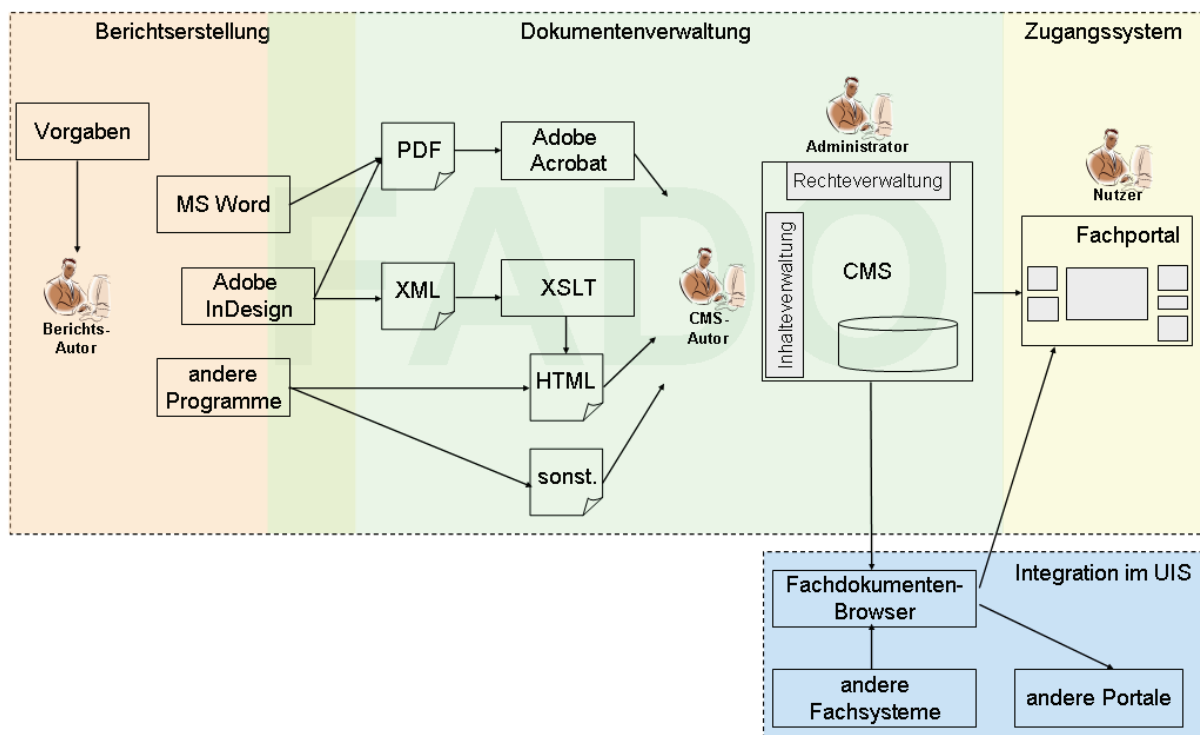 Berichtserstellung
Dokumentenverwaltung
Zugangssystem
FADO
Vorgaben
MS Word
Adobe
InDesign
andere
Programme
Berichts-
Autor
PDF
Adobe
Acrobat
XML
XSLT
HTML
sonst.
CMS-
Autor
Administrator
Rechteverwaltung
Inhalteverwaltung
CMS
Nutzer
Fachportal
Integration im UIS
Fachdokumenten-
Browser
andere
Fachsysteme
andere Portale